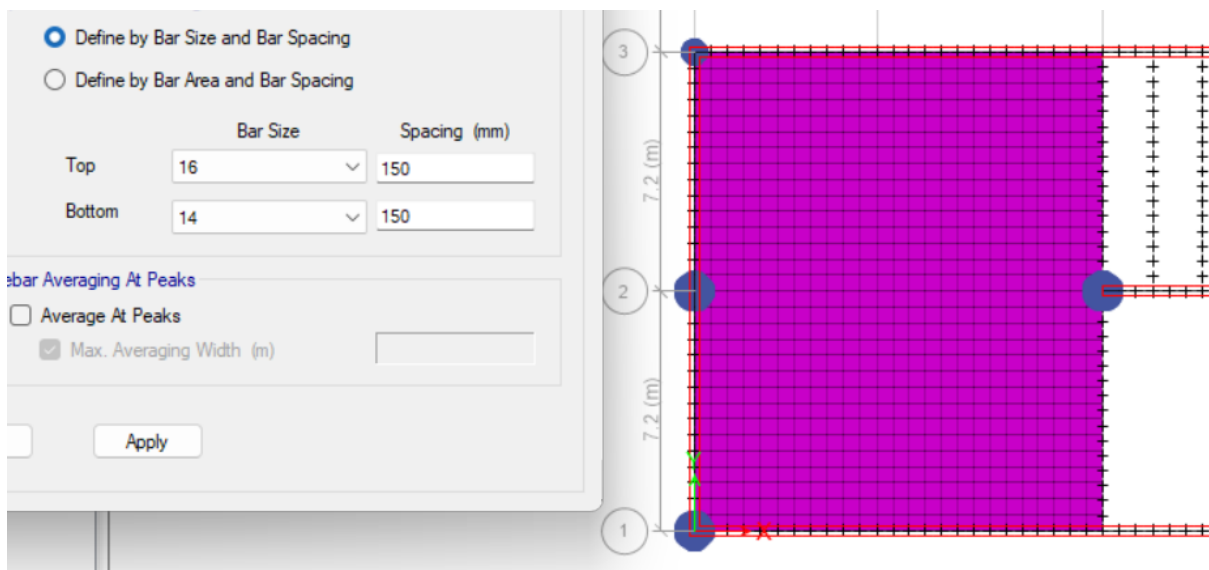 Define by Bar Size and Bar Spacing
Define by Bar Area and Bar Spacing
Bar Size Spacing (mm)
Top 16 150
Bottom 14 150
ebar Averaging At Peaks
Average At Peaks
Max. Averaging Width (m)
Apply
3
7.2 (m)
2
7.2 (m)
1
Y
X